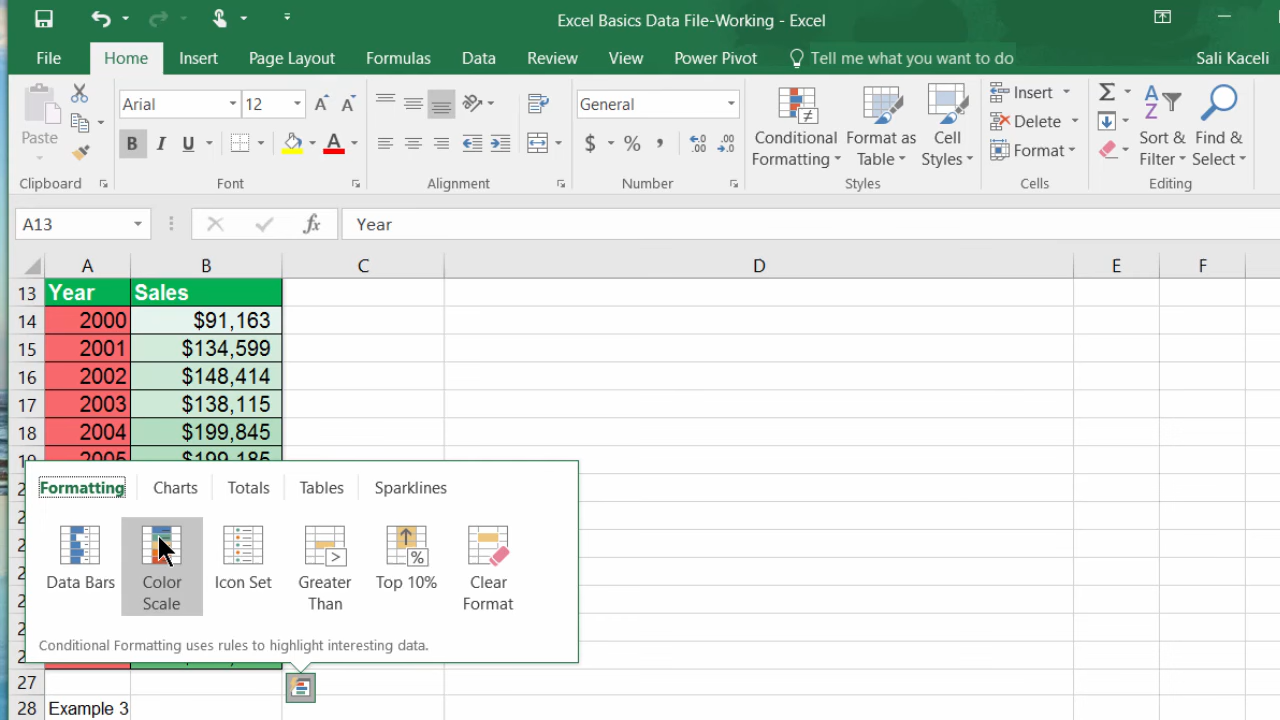 Excel Basics Data File-Working - Excel
File Home Insert Page Layout Formulas Data Review View Power Pivot Tell me what you want to do Sali Kaceli
Arial 12 General
Paste
B I U $ % ,
Conditional Formatting
Format as Table
Cell Styles
Insert
Delete
Format
Σ
Sort & Filter
Find & Select
Clipboard Font Alignment Number Styles Cells Editing
A13 fx Year
A B C D E F
13 Year Sales
14 2000 $91,163
15 2001 $134,599
16 2002 $148,414
17 2003 $138,115
18 2004 $199,845
Formatting Charts Totals Tables Sparklines
Data Bars
Color Scale
Icon Set
Greater Than
Top 10%
Clear Format
Conditional Formatting uses rules to highlight interesting data.
27
28 Example 3